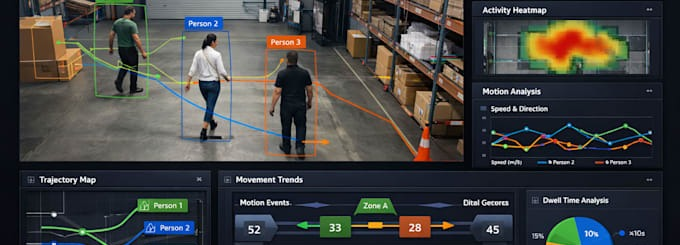 Person 2
Person 3
Activity Heatmap
Motion Analysis
Speed & Direction
Speed (m/s)
Person 2
Person 3
Trajectory Map
Person 1
Person 2
Movement Trends
Motion Events
Zone A
Dital Gecores
52
33
28
45
Dwell Time Analysis
15%
10%